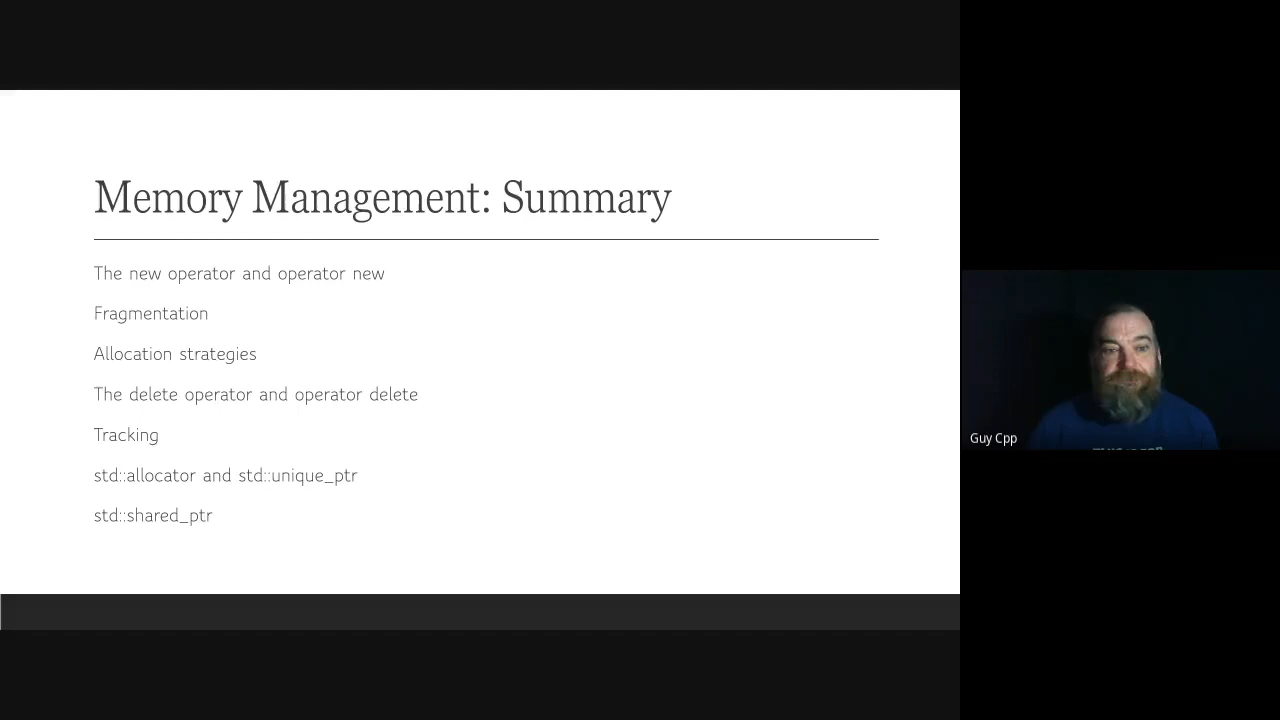 Memory Management: Summary
The new operator and operator new
Fragmentation
Allocation strategies
The delete operator and operator delete
Tracking
std::allocator and std::unique_ptr
std::shared_ptr
Guy Cpp